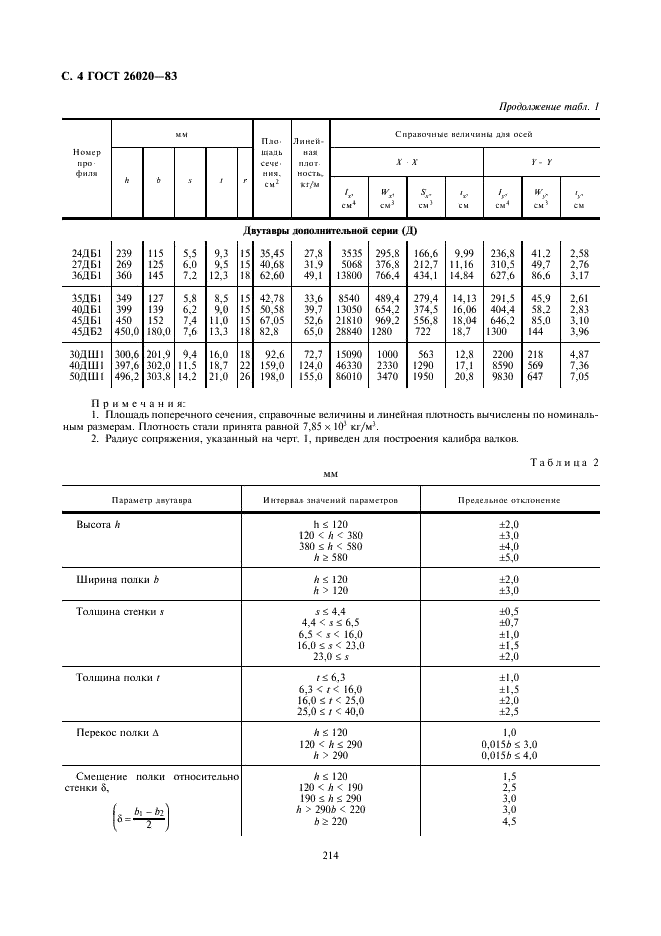 С. 4 ГОСТ 26020—83
Продолжение табл. 1
Номер про- филя | мм | Пло- щадь сече- ния, см² | Линей- ная плот- ность, кг/м | Справочные величины для осей
X - X | Y - Y
h | b | s | t | r | Iₓ, см⁴ | Wₓ, см³ | Sₓ, см³ | iₓ, см | I_y, см⁴ | W_y, см³ | i_y, см
Двутавры дополнительной серии (Д)
24ДБ1 239 115 5,5 9,3 15 35,45 27,8 3535 295,8 166,6 9,99 236,8 41,2 2,58
27ДБ1 269 125 6,0 9,5 15 40,68 31,9 5068 376,8 212,7 11,16 310,5 49,7 2,76
36ДБ1 360 145 7,2 12,3 18 62,60 49,1 13800 766,4 434,1 14,84 627,6 86,6 3,17
35ДБ1 349 127 5,8 8,5 15 42,78 33,6 8540 489,4 279,4 14,13 291,5 45,9 2,61
40ДБ1 399 139 6,2 9,0 15 50,58 39,7 13050 654,2 374,5 16,06 404,4 58,2 2,83
45ДБ1 450 152 7,4 11,0 15 67,05 52,6 21810 969,2 556,8 18,04 646,2 85,0 3,10
45ДБ2 450,0 180,0 7,6 13,3 18 82,8 65,0 28840 1280 722 18,7 1300 144 3,96
30ДШ1 300,6 201,9 9,4 16,0 18 92,6 72,7 15090 1000 563 12,8 2200 218 4,87
40ДШ1 397,6 302,0 11,5 18,7 22 159,0 124,0 46330 2330 1290 17,1 8590 569 7,36
50ДШ1 496,2 303,8 14,2 21,0 26 198,0 155,0 86010 3470 1950 20,8 9830 647 7,05
Примечания:
1. Площадь поперечного сечения, справочные величины и линейная плотность вычислены по номиналь-
ным размерам. Плотность стали принята равной 7,85 × 10³ кг/м³.
2. Радиус сопряжения, указанный на черт. 1, приведен для построения калибра валков.
Таблица 2
мм
Параметр двутавра | Интервал значений параметров | Предельное отклонение
Высота h | h ≤ 120 | ±2,0
120 < h < 380 | ±3,0
380 ≤ h < 580 | ±4,0
h ≥ 580 | ±5,0
Ширина полки b | h ≤ 120 | ±2,0
h > 120 | ±3,0
Толщина стенки s | s ≤ 4,4 | ±0,5
4,4 < s ≤ 6,5 | ±0,7
6,5 < s < 16,0 | ±1,0
16,0 ≤ s < 23,0 | ±1,5
23,0 ≤ s | ±2,0
Толщина полки t | t ≤ 6,3 | ±1,0
6,3 < t < 16,0 | ±1,5
16,0 ≤ t < 25,0 | ±2,0
25,0 ≤ t < 40,0 | ±2,5
Перекос полки Δ | h ≤ 120 | 1,0
120 < h ≤ 290 | 0,015b ≤ 3,0
h > 290 | 0,015b ≤ 4,0
Смещение полки относительно | h ≤ 120 | 1,5
стенки δ, | 120 < h < 190 | 2,5
190 ≤ h ≤ 290 | 3,0
h > 290b < 220 | 3,0
(δ = (b₁ − b₂) / 2) | b ≥ 220 | 4,5
214